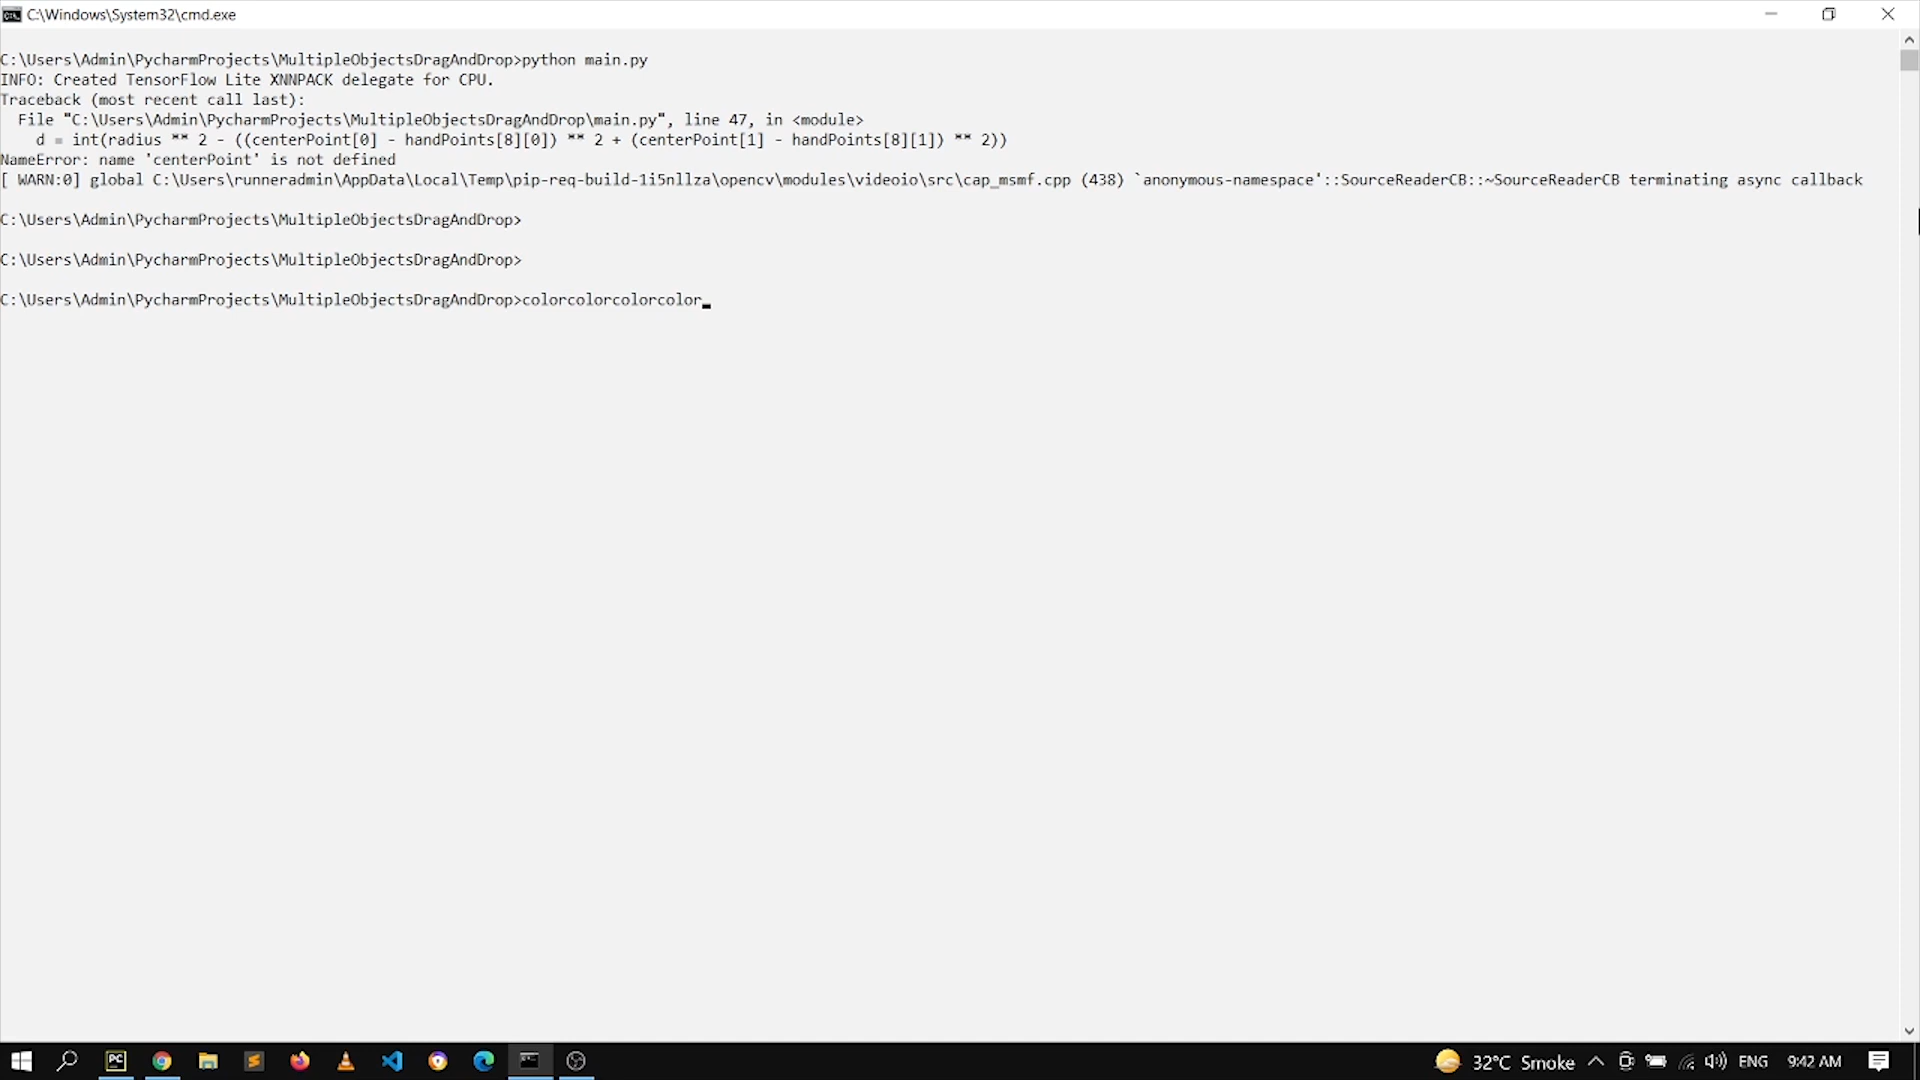 C:\Windows\System32\cmd.exe
C:\Users\Admin\PycharmProjects\MultipleObjectsDragAndDrop>python main.py
INFO: Created TensorFlow Lite XNNPACK delegate for CPU.
Traceback (most recent call last):
  File "C:\Users\Admin\PycharmProjects\MultipleObjectsDragAndDrop\main.py", line 47, in <module>
    d = int(radius ** 2 - ((centerPoint[0] - handPoints[8][0]) ** 2 + (centerPoint[1] - handPoints[8][1]) ** 2))
NameError: name 'centerPoint' is not defined
[ WARN:0] global C:\Users\runneradmin\AppData\Local\Temp\pip-req-build-1i5nllza\opencv\modules\videoio\src\cap_msmf.cpp (438) `anonymous-namespace'::SourceReaderCB::~SourceReaderCB terminating async callback
C:\Users\Admin\PycharmProjects\MultipleObjectsDragAndDrop>
C:\Users\Admin\PycharmProjects\MultipleObjectsDragAndDrop>
C:\Users\Admin\PycharmProjects\MultipleObjectsDragAndDrop>colorcolorcolorcolor
PC
32°C Smoke ENG 9:42 AM